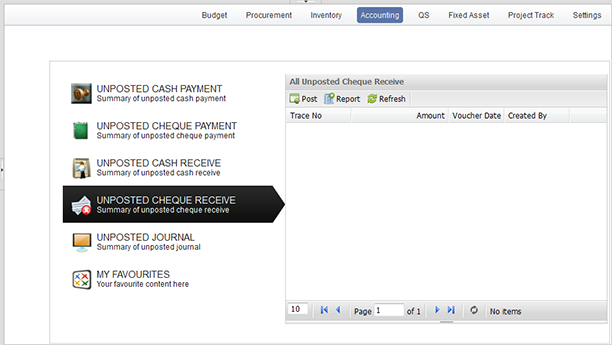 Budget Procurement Inventory Accounting QS Fixed Asset Project Track Settings
UNPOSTED CASH PAYMENT
Summary of unposted cash payment
UNPOSTED CHEQUE PAYMENT
Summary of unposted cheque payment
UNPOSTED CASH RECEIVE
Summary of unposted cash receive
UNPOSTED CHEQUE RECEIVE
Summary of unposted cheque receive
UNPOSTED JOURNAL
Summary of unposted journal
MY FAVOURITES
Your favourite content here
All Unposted Cheque Receive
Post Report Refresh
Trace No Amount Voucher Date Created By
10 Page 1 of 1 No items